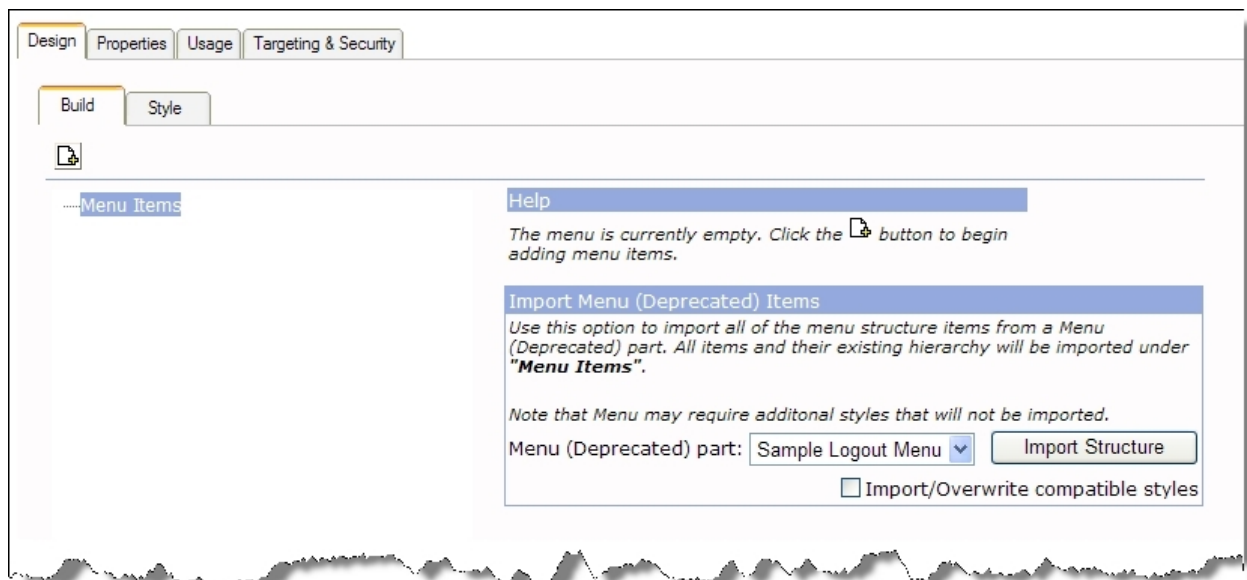 Design Properties Usage Targeting & Security
Build Style
Menu Items
Help
The menu is currently empty. Click the button to begin
adding menu items.
Import Menu (Deprecated) Items
Use this option to import all of the menu structure items from a Menu
(Deprecated) part. All items and their existing hierarchy will be imported under
"Menu Items".
Note that Menu may require additonal styles that will not be imported.
Menu (Deprecated) part: Sample Logout Menu Import Structure
Import/Overwrite compatible styles